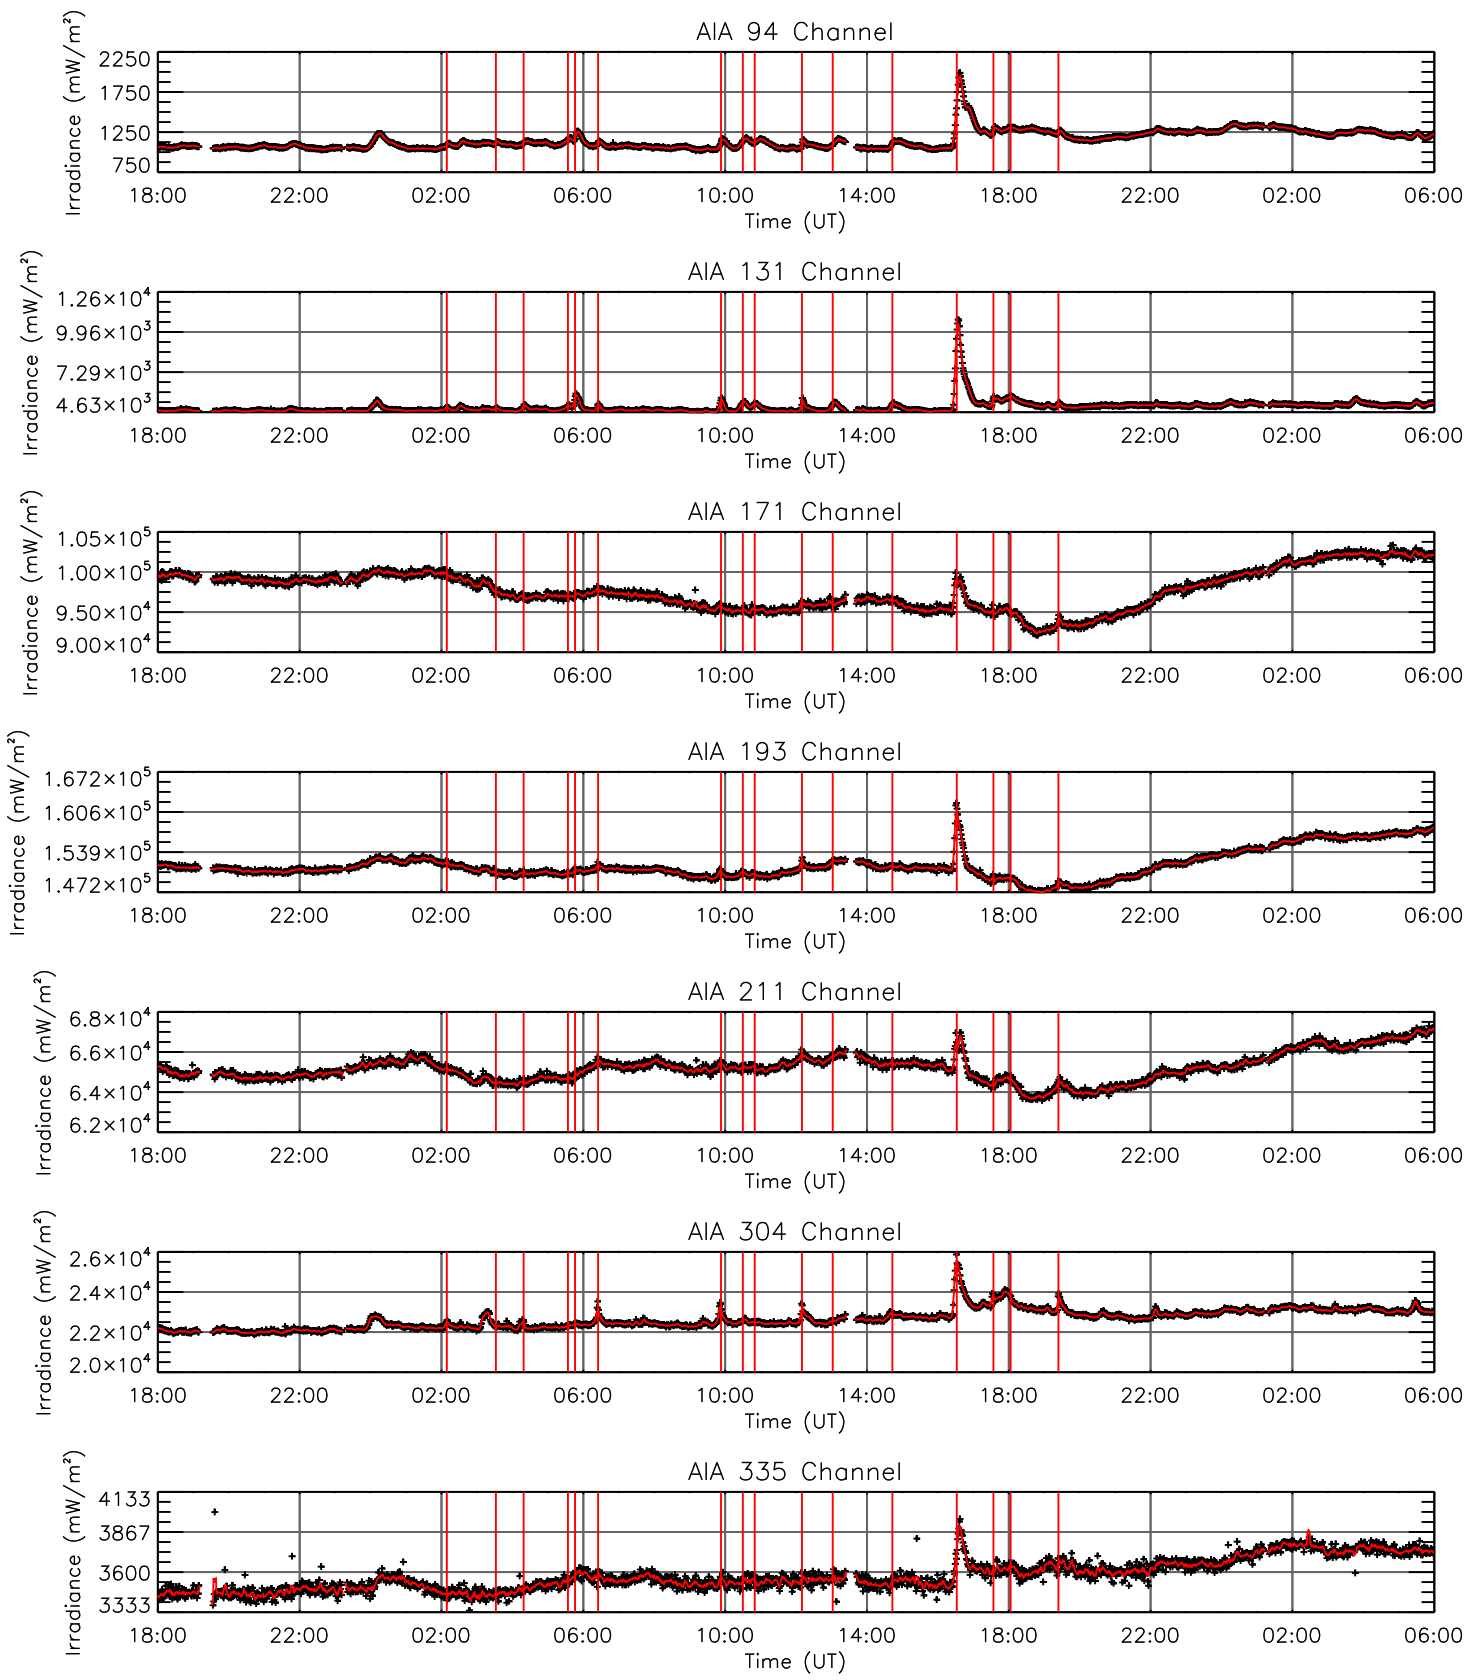 AIA 94 Channel
Irradiance (mW/m²)
2250
1750
1250
750
18:00 22:00 02:00 06:00 10:00 14:00 18:00 22:00 02:00 06:00
Time (UT)
AIA 131 Channel
Irradiance (mW/m²)
1.26×10⁴
9.96×10³
7.29×10³
4.63×10³
18:00 22:00 02:00 06:00 10:00 14:00 18:00 22:00 02:00 06:00
Time (UT)
AIA 171 Channel
Irradiance (mW/m²)
1.05×10⁵
1.00×10⁵
9.50×10⁴
9.00×10⁴
18:00 22:00 02:00 06:00 10:00 14:00 18:00 22:00 02:00 06:00
Time (UT)
AIA 193 Channel
Irradiance (mW/m²)
1.672×10⁵
1.606×10⁵
1.539×10⁵
1.472×10⁵
18:00 22:00 02:00 06:00 10:00 14:00 18:00 22:00 02:00 06:00
Time (UT)
AIA 211 Channel
Irradiance (mW/m²)
6.8×10⁴
6.6×10⁴
6.4×10⁴
6.2×10⁴
18:00 22:00 02:00 06:00 10:00 14:00 18:00 22:00 02:00 06:00
Time (UT)
AIA 304 Channel
Irradiance (mW/m²)
2.6×10⁴
2.4×10⁴
2.2×10⁴
2.0×10⁴
18:00 22:00 02:00 06:00 10:00 14:00 18:00 22:00 02:00 06:00
Time (UT)
AIA 335 Channel
Irradiance (mW/m²)
4133
3867
3600
3333
18:00 22:00 02:00 06:00 10:00 14:00 18:00 22:00 02:00 06:00
Time (UT)